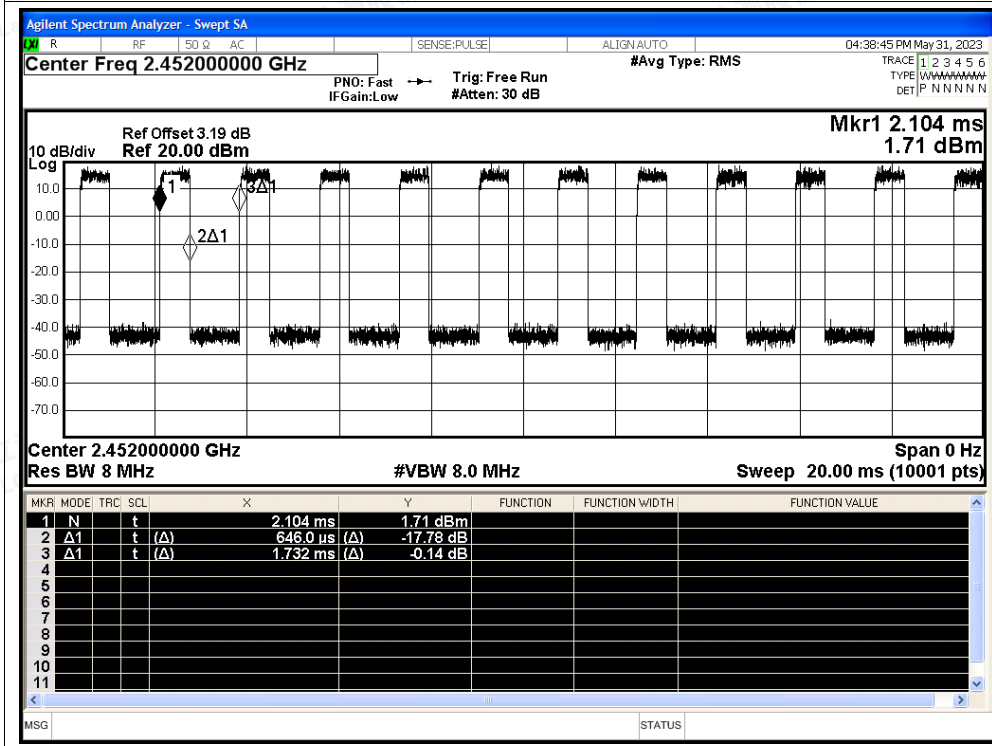 Agilent Spectrum Analyzer - Swept SA
LXI R RF 50 Ω AC SENSE:PULSE ALIGN AUTO 04:38:45 PM May 31, 2023
Center Freq 2.452000000 GHz #Avg Type: RMS TRACE 1 2 3 4 5 6
PNO: Fast Trig: Free Run TYPE W
IFGain:Low #Atten: 30 dB DET P N N N N N
Mkr1 2.104 ms
Ref Offset 3.19 dB
10 dB/div Ref 20.00 dBm 1.71 dBm
Log
10.0
1 3Δ1
0.00
2Δ1
-10.0
-20.0
-30.0
-40.0
-50.0
-60.0
-70.0
Center 2.452000000 GHz Span 0 Hz
Res BW 8 MHz #VBW 8.0 MHz Sweep 20.00 ms (10001 pts)
MKR MODE TRC SCL X Y FUNCTION FUNCTION WIDTH FUNCTION VALUE
1 N t 2.104 ms 1.71 dBm
2 Δ1 t (Δ) 646.0 µs (Δ) -17.78 dB
3 Δ1 t (Δ) 1.732 ms (Δ) -0.14 dB
4
5
6
7
8
9
10
11
MSG STATUS